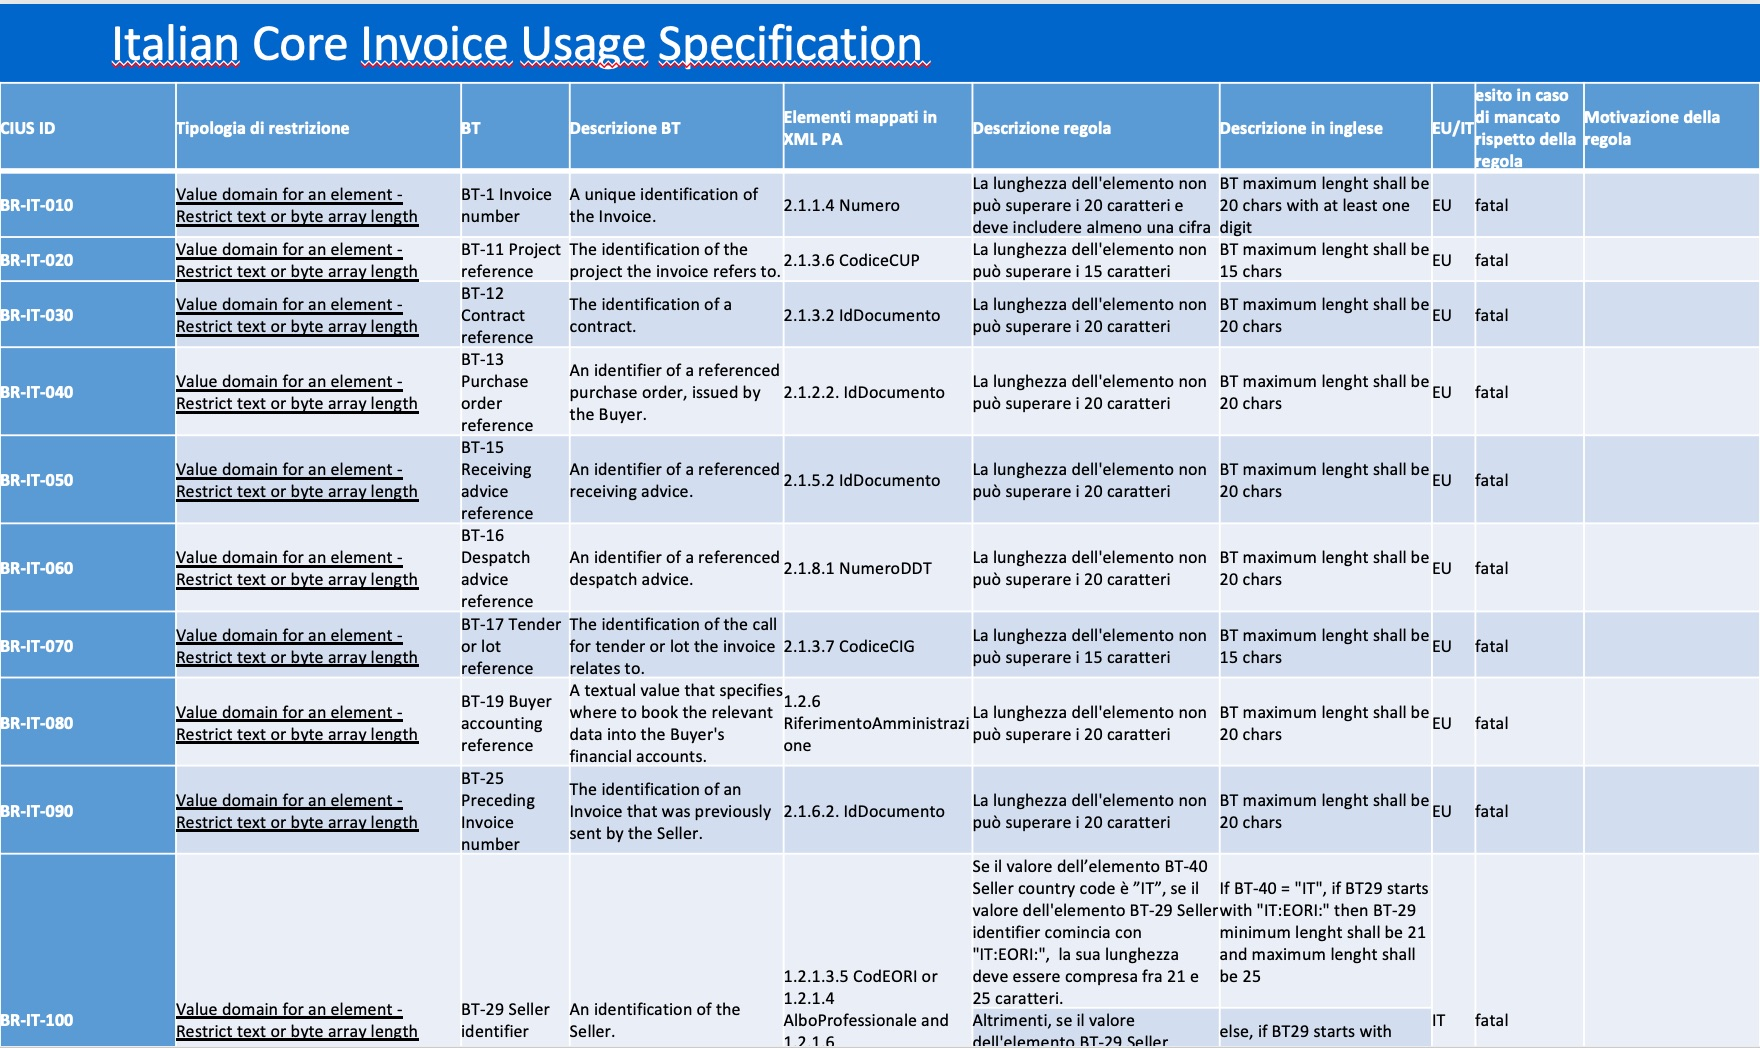 Italian Core Invoice Usage Specification
CIUS ID
Tipologia di restrizione
BT
Descrizione BT
Elementi mappati in
XML PA
Descrizione regola
Descrizione in inglese
EU/IT
esito in caso
di mancato
rispetto della
regola
Motivazione della
regola
BR-IT-010
Value domain for an element -
Restrict text or byte array length
BT-1 Invoice
number
A unique identification of
the Invoice.
2.1.1.4 Numero
La lunghezza dell'elemento non
può superare i 20 caratteri e
deve includere almeno una cifra
BT maximum lenght shall be
20 chars with at least one
digit
EU
fatal
BR-IT-020
Value domain for an element -
Restrict text or byte array length
BT-11 Project
reference
The identification of the
project the invoice refers to.
2.1.3.6 CodiceCUP
La lunghezza dell'elemento non
può superare i 15 caratteri
BT maximum lenght shall be
15 chars
EU
fatal
BR-IT-030
Value domain for an element -
Restrict text or byte array length
BT-12
Contract
reference
The identification of a
contract.
2.1.3.2 IdDocumento
La lunghezza dell'elemento non
può superare i 20 caratteri
BT maximum lenght shall be
20 chars
EU
fatal
BR-IT-040
Value domain for an element -
Restrict text or byte array length
BT-13
Purchase
order
reference
An identifier of a referenced
purchase order, issued by
the Buyer.
2.1.2.2. IdDocumento
La lunghezza dell'elemento non
può superare i 20 caratteri
BT maximum lenght shall be
20 chars
EU
fatal
BR-IT-050
Value domain for an element -
Restrict text or byte array length
BT-15
Receiving
advice
reference
An identifier of a referenced
receiving advice.
2.1.5.2 IdDocumento
La lunghezza dell'elemento non
può superare i 20 caratteri
BT maximum lenght shall be
20 chars
EU
fatal
BR-IT-060
Value domain for an element -
Restrict text or byte array length
BT-16
Despatch
advice
reference
An identifier of a referenced
despatch advice.
2.1.8.1 NumeroDDT
La lunghezza dell'elemento non
può superare i 20 caratteri
BT maximum lenght shall be
20 chars
EU
fatal
BR-IT-070
Value domain for an element -
Restrict text or byte array length
BT-17 Tender
or lot
reference
The identification of the call
for tender or lot the invoice
relates to.
2.1.3.7 CodiceCIG
La lunghezza dell'elemento non
può superare i 15 caratteri
BT maximum lenght shall be
15 chars
EU
fatal
BR-IT-080
Value domain for an element -
Restrict text or byte array length
BT-19 Buyer
accounting
reference
A textual value that specifies
where to book the relevant
data into the Buyer's
financial accounts.
1.2.6
RiferimentoAmministrazi
one
La lunghezza dell'elemento non
può superare i 20 caratteri
BT maximum lenght shall be
20 chars
EU
fatal
BR-IT-090
Value domain for an element -
Restrict text or byte array length
BT-25
Preceding
Invoice
number
The identification of an
Invoice that was previously
sent by the Seller.
2.1.6.2. IdDocumento
La lunghezza dell'elemento non
può superare i 20 caratteri
BT maximum lenght shall be
20 chars
EU
fatal
BR-IT-100
Value domain for an element -
Restrict text or byte array length
BT-29 Seller
identifier
An identification of the
Seller.
1.2.1.3.5 CodEORI or
1.2.1.4
AlboProfessionale and
1.2.1.6
Se il valore dell’elemento BT-40
Seller country code è ”IT”, se il
valore dell'elemento BT-29 Seller
identifier comincia con
"IT:EORI:", la sua lunghezza
deve essere compresa fra 21 e
25 caratteri.
Altrimenti, se il valore
dell'elemento BT-29 Seller
If BT-40 = "IT", if BT29 starts
with "IT:EORI:" then BT-29
minimum lenght shall be 21
and maximum lenght shall
be 25
else, if BT29 starts with
IT
fatal